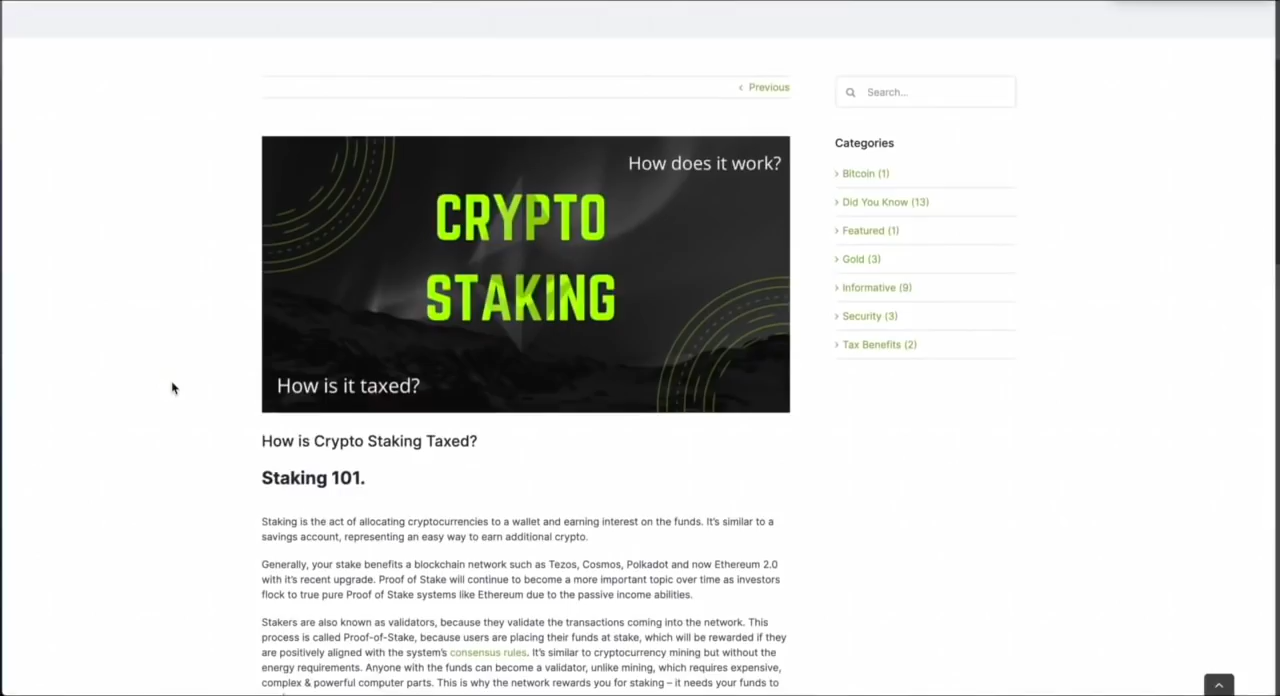 ‹ Previous
Search...
Categories
› Bitcoin (1)
› Did You Know (13)
› Featured (1)
› Gold (3)
› Informative (9)
› Security (3)
› Tax Benefits (2)
How does it work?
CRYPTO
STAKING
How is it taxed?
How is Crypto Staking Taxed?
Staking 101.
Staking is the act of allocating cryptocurrencies to a wallet and earning interest on the funds. It's similar to a
savings account, representing an easy way to earn additional crypto.
Generally, your stake benefits a blockchain network such as Tezos, Cosmos, Polkadot and now Ethereum 2.0
with it's recent upgrade. Proof of Stake will continue to become a more important topic over time as investors
flock to true pure Proof of Stake systems like Ethereum due to the passive income abilities.
Stakers are also known as validators, because they validate the transactions coming into the network. This
process is called Proof-of-Stake, because users are placing their funds at stake, which will be rewarded if they
are positively aligned with the system's consensus rules. It's similar to cryptocurrency mining but without the
energy requirements. Anyone with the funds can become a validator, unlike mining, which requires expensive,
complex & powerful computer parts. This is why the network rewards you for staking – it needs your funds to